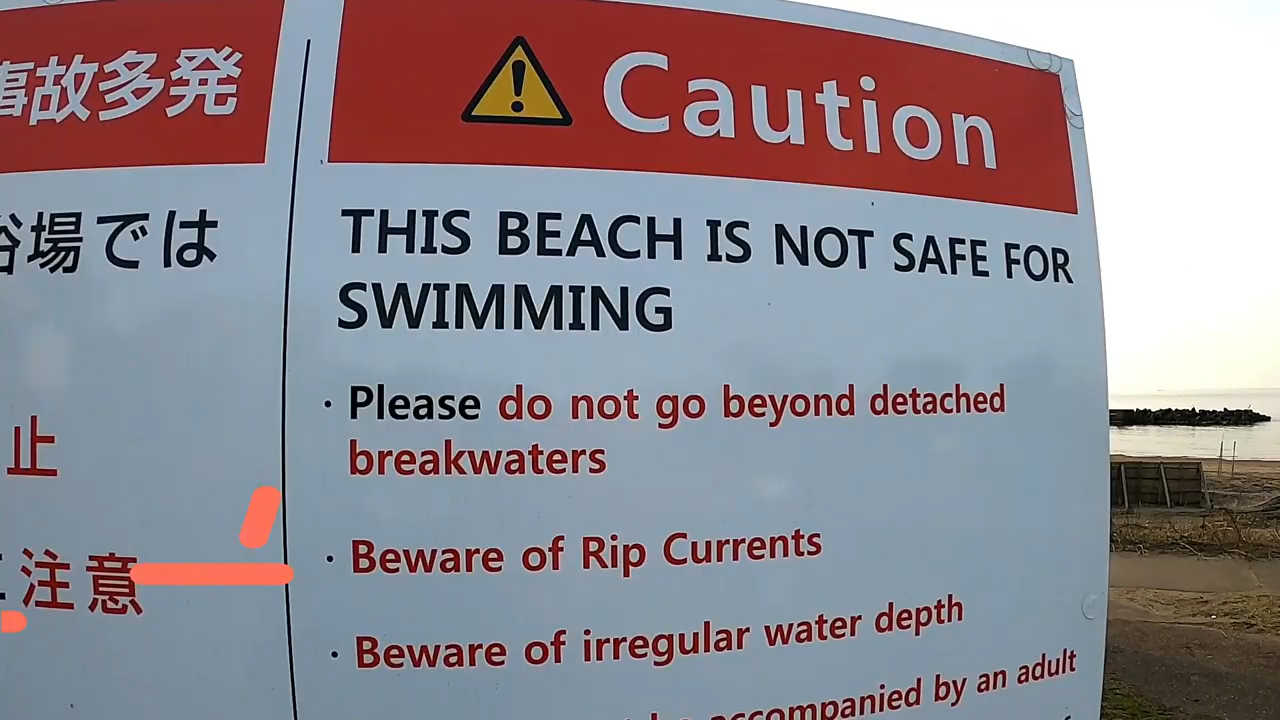 事故多発
浴場では
止
注意
Caution
THIS BEACH IS NOT SAFE FOR
SWIMMING
· Please do not go beyond detached
breakwaters
· Beware of Rip Currents
· Beware of irregular water depth
accompanied by an adult